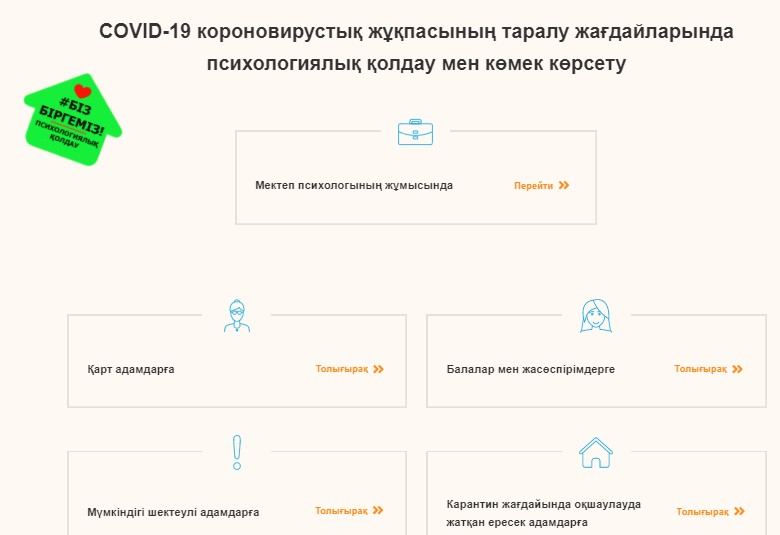 COVID-19 короновирустық жұқпасының таралу жағдайларында
психологиялық қолдау мен көмек көрсету
#БІЗ
БІРГЕМІЗ!
ПСИХОЛОГИЯЛЫҚ
ҚОЛДАУ
Мектеп психологының жұмысында
Перейти
Қарт адамдарға
Толығырақ
Балалар мен жасөспірімдерге
Толығырақ
Мүмкіндігі шектеулі адамдарға
Толығырақ
Карантин жағдайында оқшаулауда
жатқан ересек адамдарға
Толығырақ